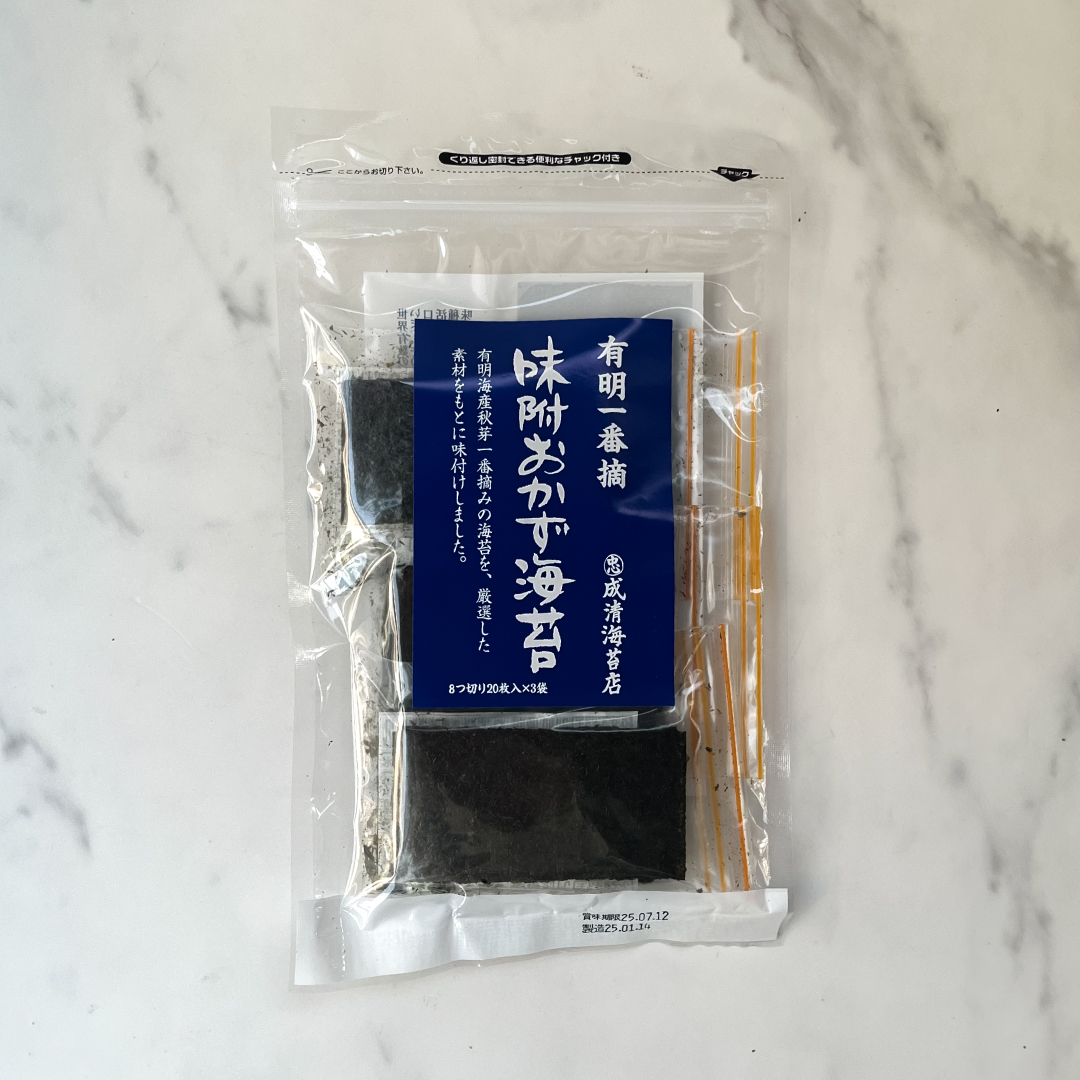 くり返し密封できる便利なチャック付き
ここからお切り下さい。
チャック
有明一番摘
忠 成清海苔店
味附おかず海苔
有明海産秋芽一番摘みの海苔を、厳選した
素材をもとに味付けしました。
8つ切り20枚入×3袋
賞味期限25.07.12
製造25.01.14